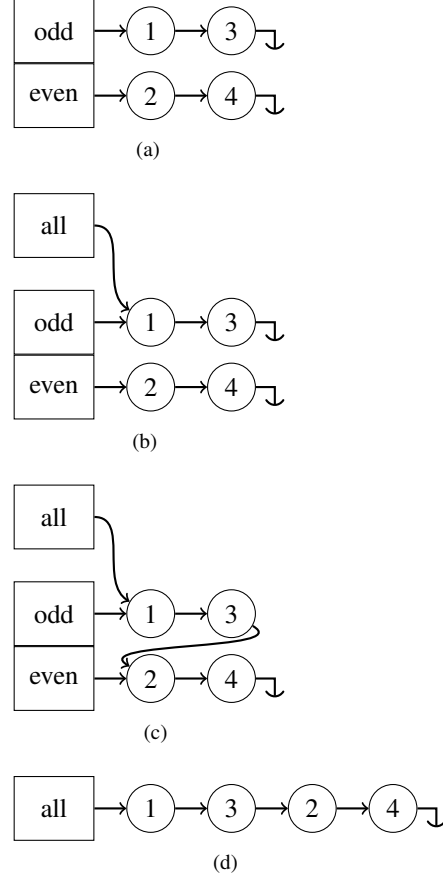 odd 1 3
even 2 4
(a)
all
odd 1 3
even 2 4
(b)
all
odd 1 3
even 2 4
(c)
all 1 3 2 4
(d)